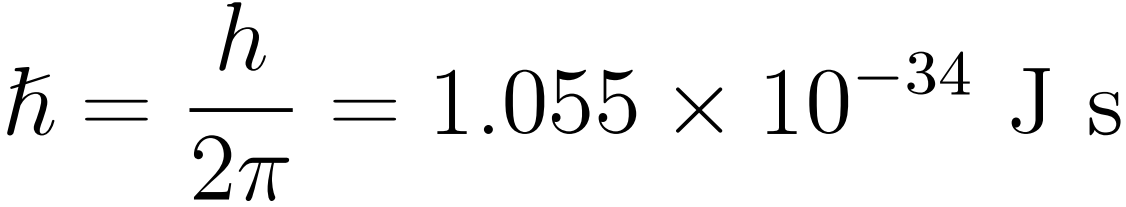 ℏ = h/2π = 1.055 × 10⁻³⁴ J s